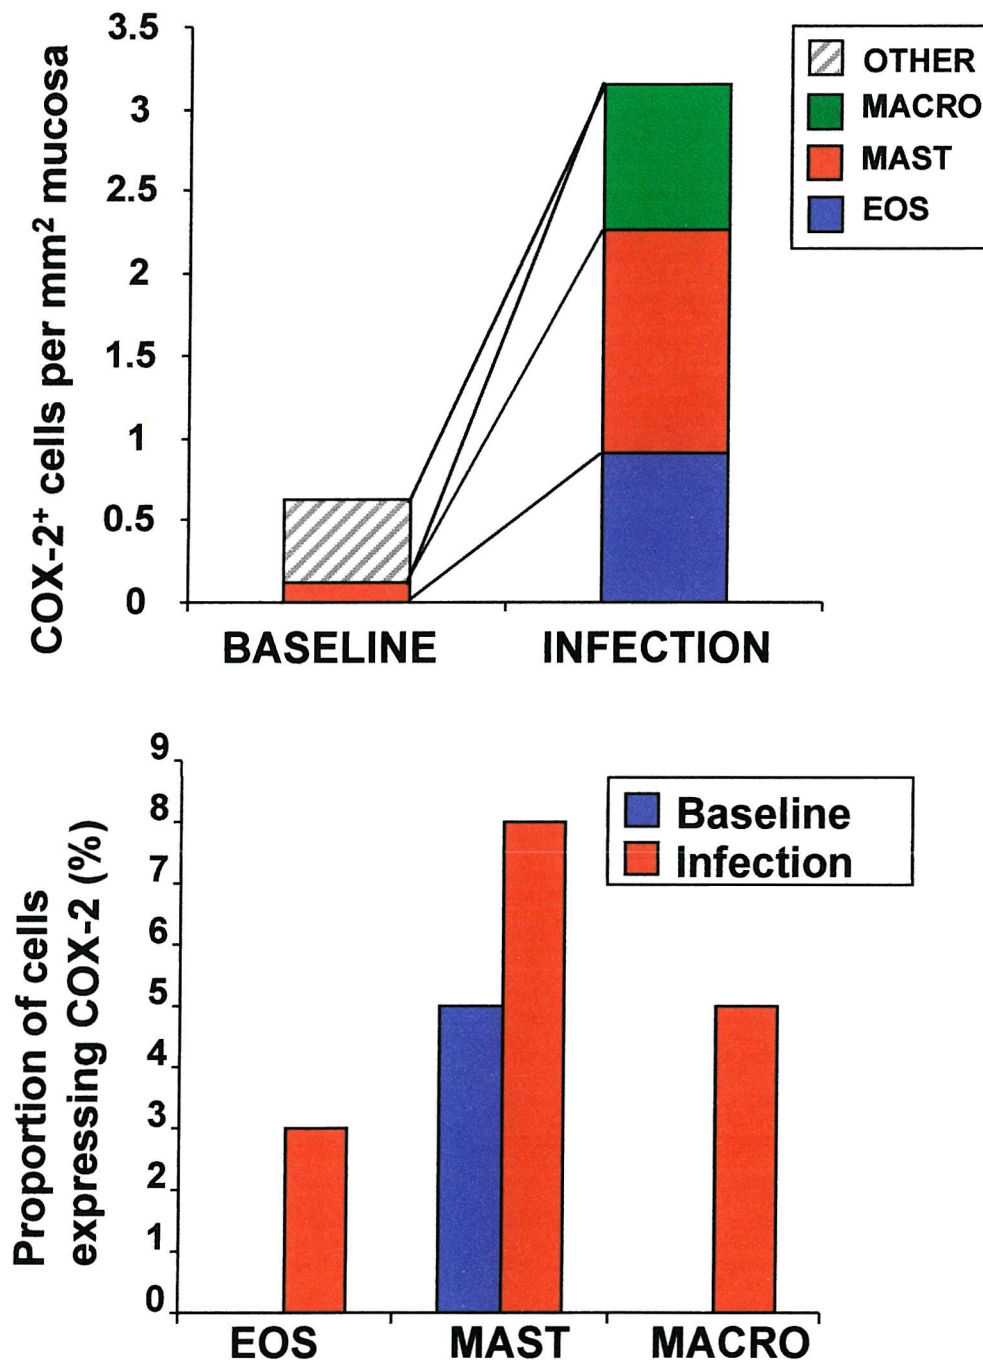 COX-2⁺ cells per mm² mucosa
3.5
3
2.5
2
1.5
1
0.5
0
BASELINE
INFECTION
OTHER
MACRO
MAST
EOS
Proportion of cells
expressing COX-2 (%)
9
8
7
6
5
4
3
2
1
0
EOS
MAST
MACRO
Baseline
Infection